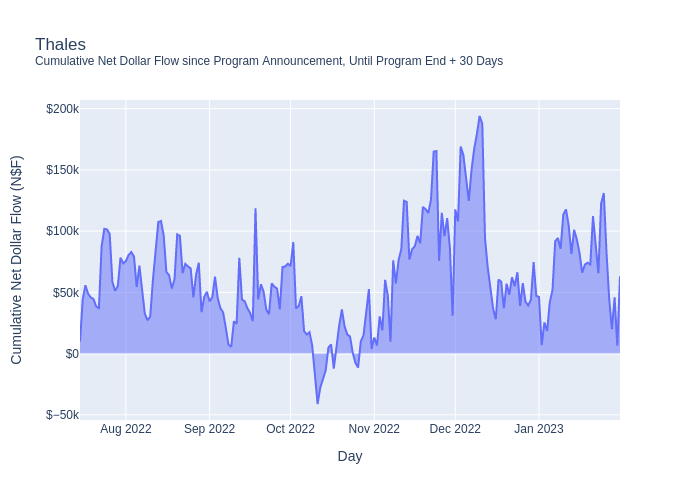 Thales
Cumulative Net Dollar Flow since Program Announcement, Until Program End + 30 Days
Cumulative Net Dollar Flow (N$F)
$200k
$150k
$100k
$50k
$0
$−50k
Aug 2022 Sep 2022 Oct 2022 Nov 2022 Dec 2022 Jan 2023
Day